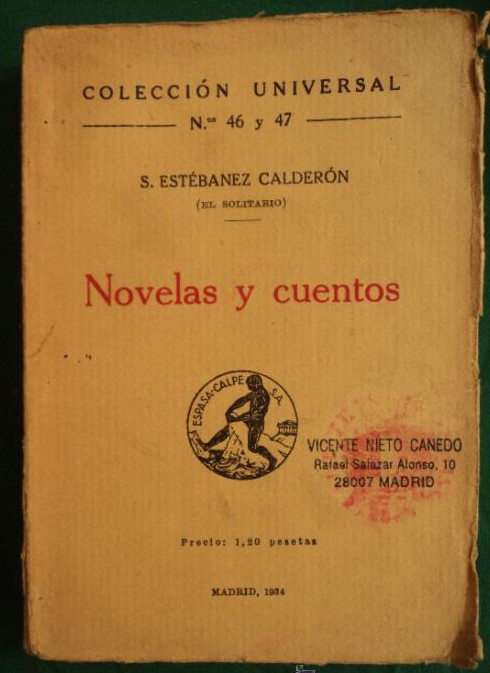 COLECCIÓN UNIVERSAL
N.ºs 46 y 47
S. ESTÉBANEZ CALDERÓN
(EL SOLITARIO)
Novelas y cuentos
ESPASA-CALPE S.A.
VICENTE NIETO CANEDO
Rafael Salazar Alonso, 10
28007 MADRID
Precio: 1,20 pesetas
MADRID, 1934